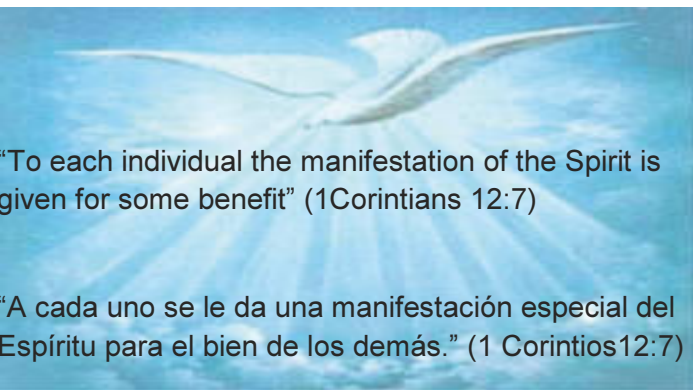 “To each individual the manifestation of the Spirit is
given for some benefit” (1Corintians 12:7)
“A cada uno se le da una manifestación especial del
Espíritu para el bien de los demás.” (1 Corintios12:7)